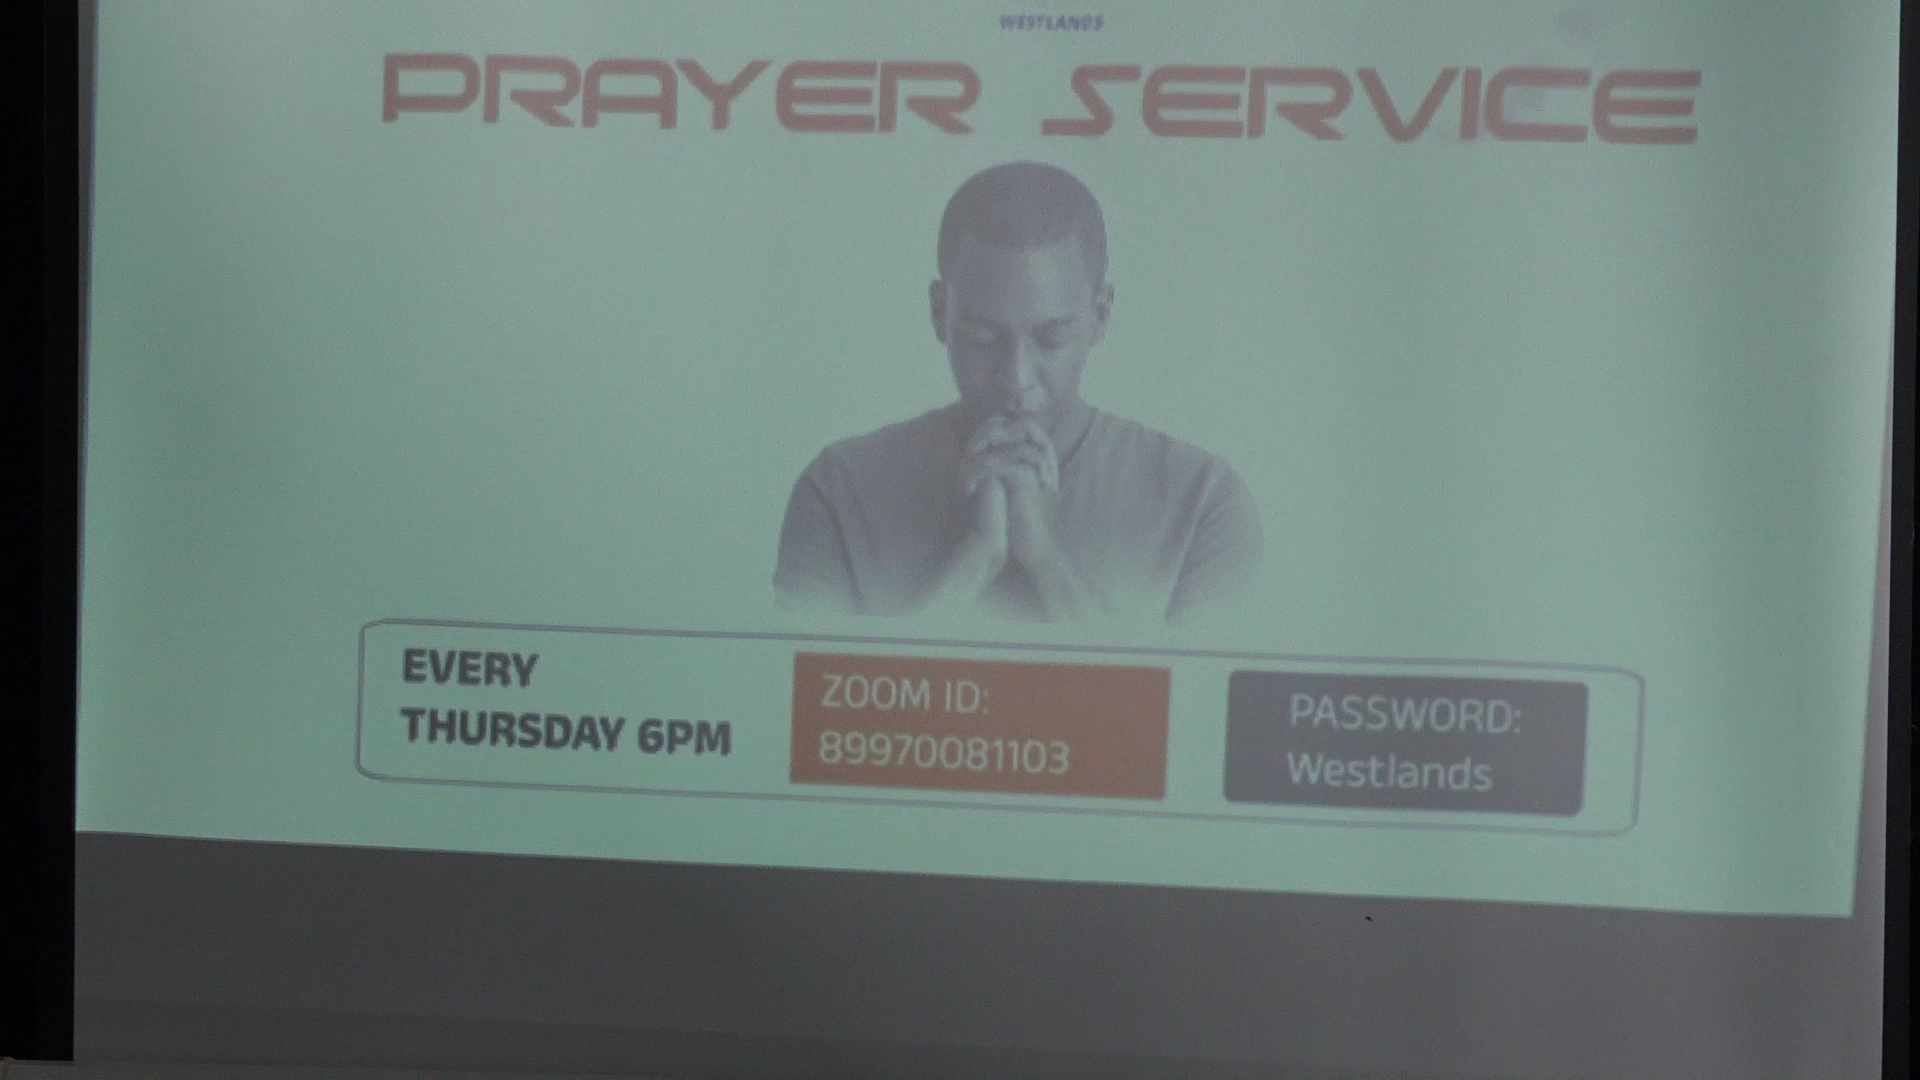 WESTLANDS
PRAYER SERVICE
EVERY
THURSDAY 6PM
ZOOM ID:
89970081103
PASSWORD:
Westlands